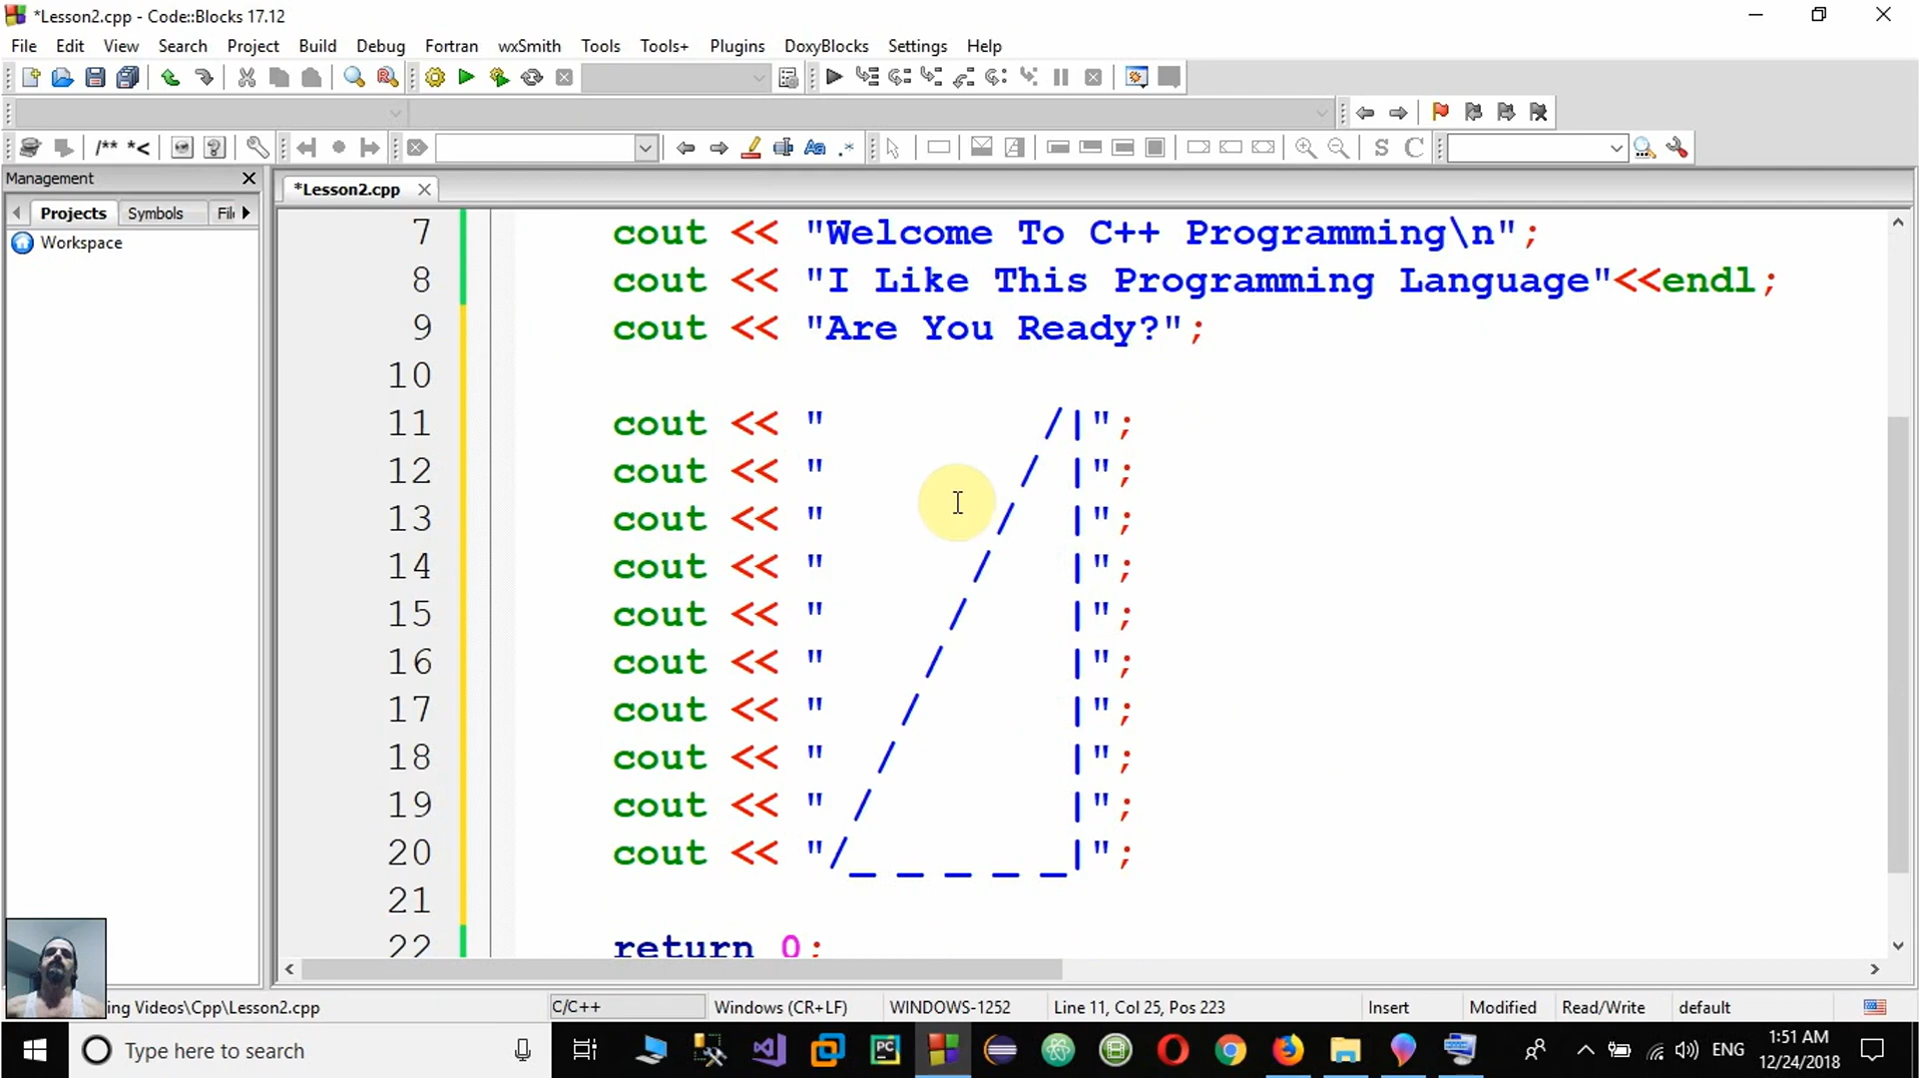 *Lesson2.cpp - Code::Blocks 17.12
File Edit View Search Project Build Debug Fortran wxSmith Tools Tools+ Plugins DoxyBlocks Settings Help
/** *<
S C
Management
Projects Symbols Fil
Workspace
*Lesson2.cpp
7 cout << "Welcome To C++ Programming\n";
8 cout << "I Like This Programming Language"<<endl;
9 cout << "Are You Ready?";
10
11 cout << "         /|";
12 cout << "        / |";
13 cout << "       /  |";
14 cout << "      /   |";
15 cout << "     /    |";
16 cout << "    /     |";
17 cout << "   /      |";
18 cout << "  /       |";
19 cout << " /        |";
20 cout << "/_ _ _ _ _|";
21
22 return 0;
ing Videos\Cpp\Lesson2.cpp C/C++ Windows (CR+LF) WINDOWS-1252 Line 11, Col 25, Pos 223 Insert Modified Read/Write default
Type here to search PC ENG 1:51 AM
12/24/2018